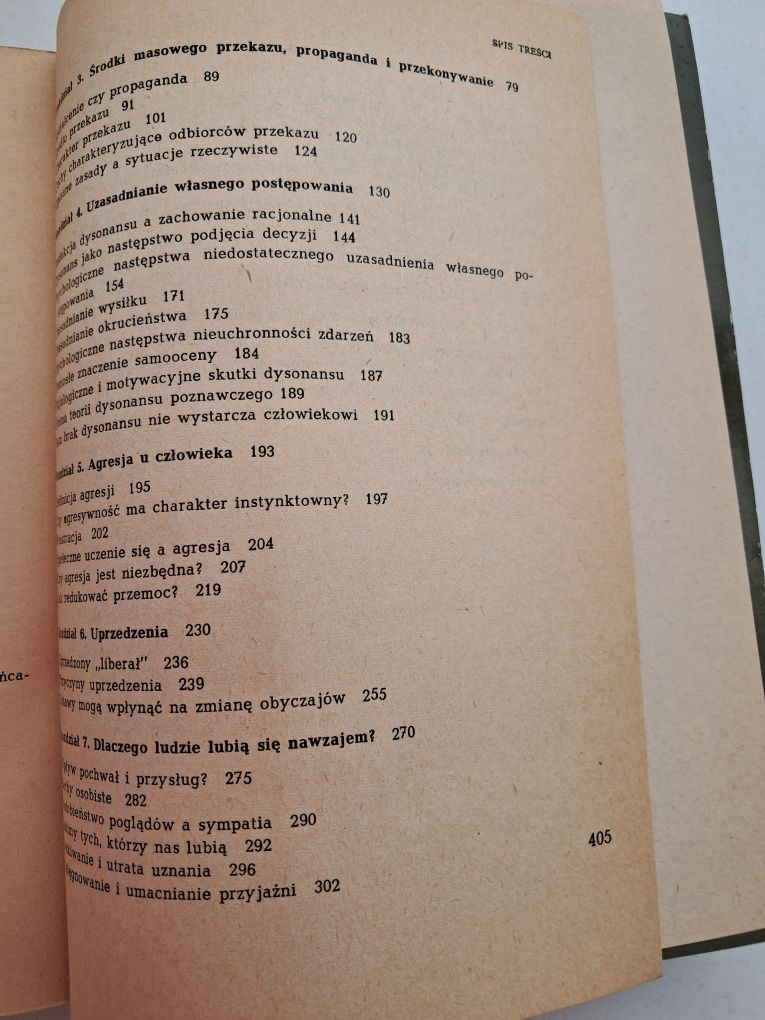 SPIS TREŚCI
3. Środki masowego przekazu, propaganda i przekonywanie 79
czy propaganda 89
przekazu 91
przekazu 101
charakteryzujące odbiorców przekazu 120
zasady a sytuacje rzeczywiste 124
4. Uzasadnianie własnego postępowania 130
dysonansu a zachowanie racjonalne 141
jako następstwo podjęcia decyzji 144
następstwa niedostatecznego uzasadnienia własnego po-
154
wysiłku 171
okrucieństwa 175
następstwa nieuchronności zdarzeń 183
znaczenie samooceny 184
i motywacyjne skutki dysonansu 187
teorii dysonansu poznawczego 189
brak dysonansu nie wystarcza człowiekowi 191
5. Agresja u człowieka 193
agresji 195
agresywność ma charakter instynktowny? 197
202
uczenie się a agresja 204
agresja jest niezbędna? 207
redukować przemoc? 219
6. Uprzedzenia 230
„liberał" 236
uprzedzenia 239
mogą wpłynąć na zmianę obyczajów 255
7. Dlaczego ludzie lubią się nawzajem? 270
pochwał i przysług? 275
osobiste 282
poglądów a sympatia 290
tych, którzy nas lubią 292
i utrata uznania 296
i umacnianie przyjaźni 302
405
ńca-